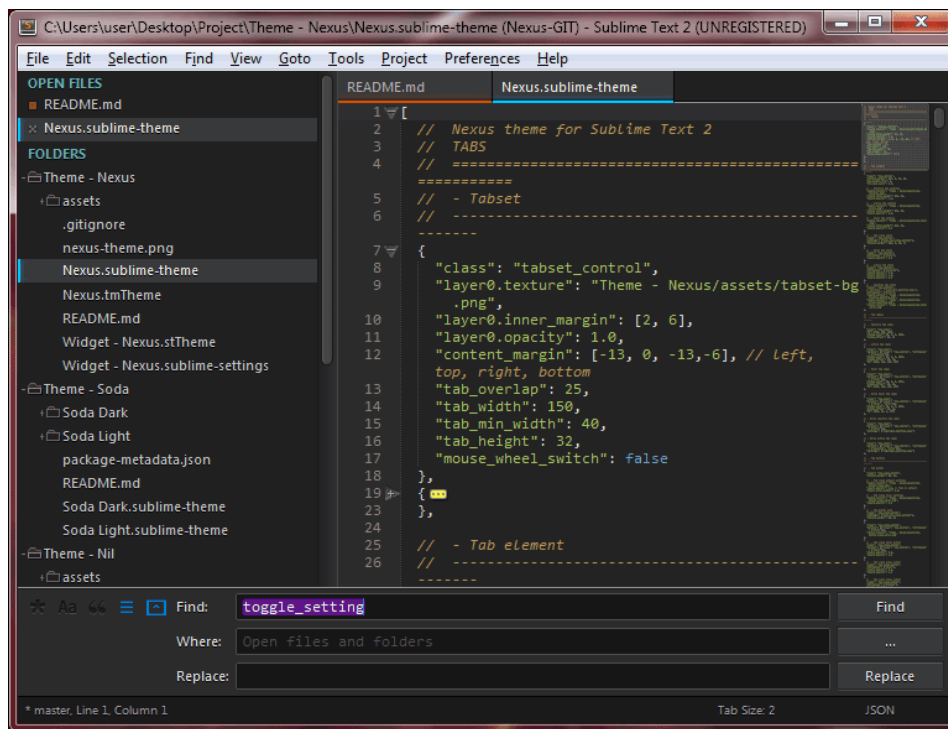 C:\Users\user\Desktop\Project\Theme - Nexus\Nexus.sublime-theme (Nexus-GIT) - Sublime Text 2 (UNREGISTERED)
File Edit Selection Find View Goto Tools Project Preferences Help
OPEN FILES
README.md
Nexus.sublime-theme
FOLDERS
Theme - Nexus
assets
.gitignore
nexus-theme.png
Nexus.sublime-theme
Nexus.tmTheme
README.md
Widget - Nexus.stTheme
Widget - Nexus.sublime-settings
Theme - Soda
Soda Dark
Soda Light
package-metadata.json
README.md
Soda Dark.sublime-theme
Soda Light.sublime-theme
Theme - Nil
assets
README.md Nexus.sublime-theme
1 [
2 // Nexus theme for Sublime Text 2
3 // TABS
4 // ===============================================
===========
5 // - Tabset
6 // -----------------------------------------------
-------
7 {
8 "class": "tabset_control",
9 "layer0.texture": "Theme - Nexus/assets/tabset-bg
.png",
10 "layer0.inner_margin": [2, 6],
11 "layer0.opacity": 1.0,
12 "content_margin": [-13, 0, -13,-6], // left,
top, right, bottom
13 "tab_overlap": 25,
14 "tab_width": 150,
15 "tab_min_width": 40,
16 "tab_height": 32,
17 "mouse_wheel_switch": false
18 },
19 {
23 },
24
25 // - Tab element
26 // -----------------------------------------------
-------
Aa Find: toggle_setting Find
Where: Open files and folders ...
Replace: Replace
* master, Line 1, Column 1 Tab Size: 2 JSON